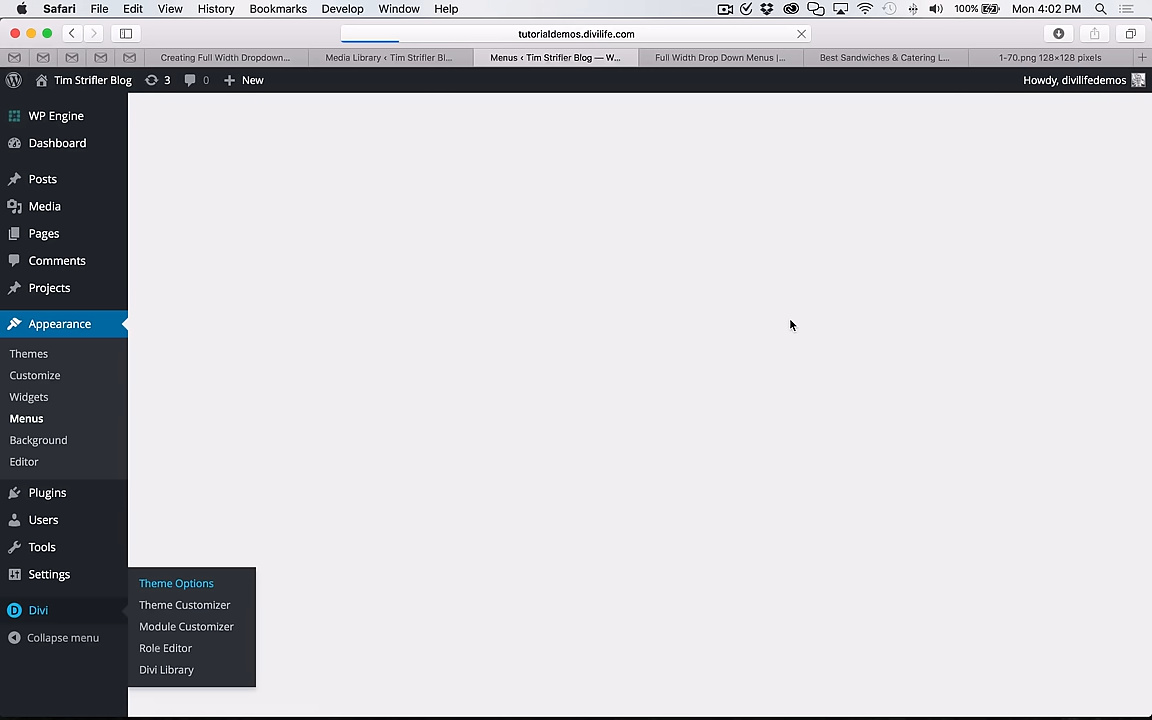 Safari File Edit View History Bookmarks Develop Window Help 100% Mon 4:02 PM
tutorialdemos.divilife.com
Creating Full Width Dropdown... Media Library ‹ Tim Strifler Bl... Menus ‹ Tim Strifler Blog — W... Full Width Drop Down Menus |... Best Sandwiches & Catering L... 1-70.png 128×128 pixels
Tim Strifler Blog 3 0 New Howdy, divilifedemos
WP Engine
Dashboard
Posts
Media
Pages
Comments
Projects
Appearance
Themes
Customize
Widgets
Menus
Background
Editor
Plugins
Users
Tools
Settings
Theme Options
Theme Customizer
Divi
Module Customizer
Collapse menu
Role Editor
Divi Library